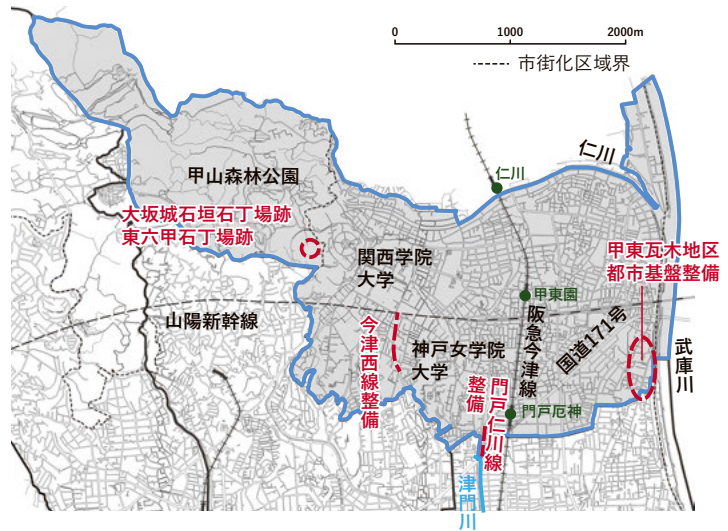 0
1000
2000m
市街化区域界
仁川
仁川
甲山森林公園
大坂城石垣石丁場跡
東六甲石丁場跡
関西学院
大学
甲東瓦木地区
都市基盤整備
甲東園
山陽新幹線
今津西線整備
神戸女学院
大学
阪急今津線
国道171号
武庫川
門戸仁川線
整備
門戸厄神
津門川